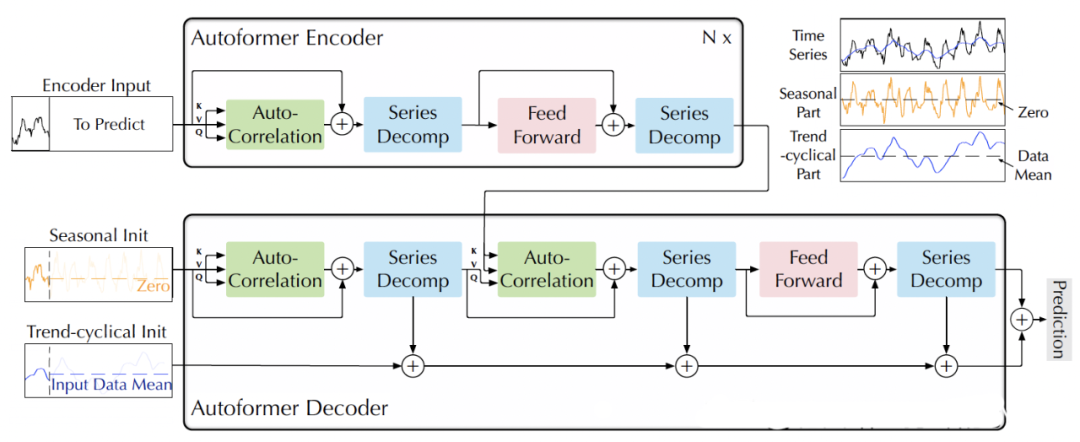 Autoformer Encoder
N x
Encoder Input
To Predict
K
V
Q
Auto-
Correlation
+
Series
Decomp
Feed
Forward
+
Series
Decomp
Time
Series
Seasonal
Part
Zero
Trend
-cyclical
Part
Data
Mean
Seasonal Init
Zero
K
V
Q
Auto-
Correlation
+
Series
Decomp
K
V
Q
Auto-
Correlation
+
Series
Decomp
Feed
Forward
+
Series
Decomp
+
Prediction
Trend-cyclical Init
Input Data Mean
+
+
+
Autoformer Decoder